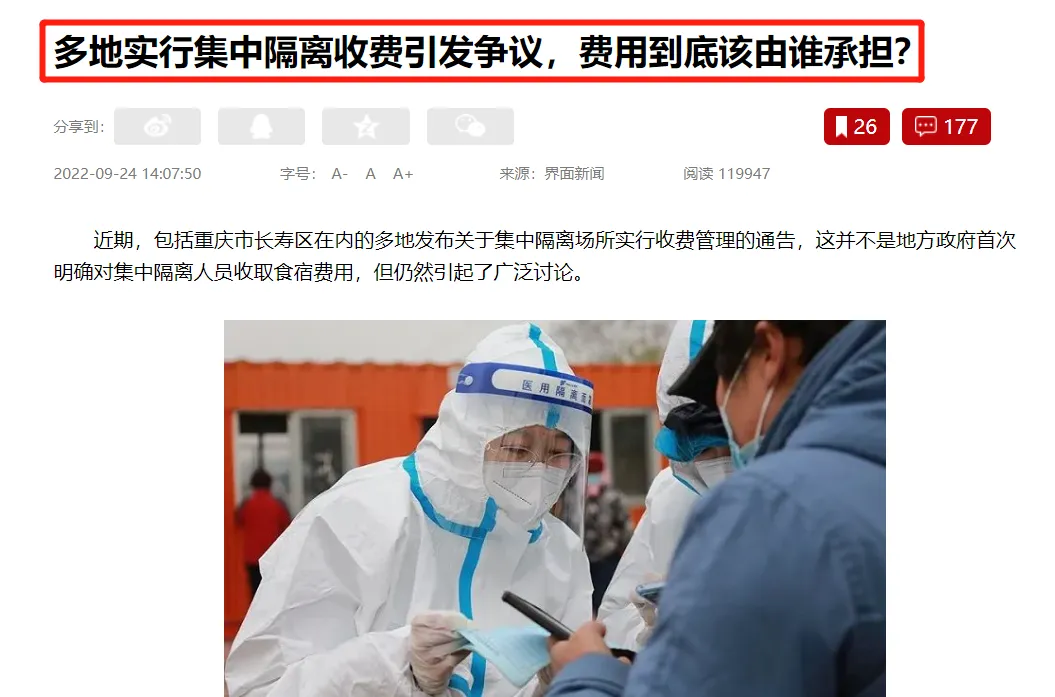 多地实行集中隔离收费引发争议，费用到底该由谁承担？
分享到：
26
177
2022-09-24 14:07:50 字号： A- A A+ 来源：界面新闻 阅读 119947
近期，包括重庆市长寿区在内的多地发布关于集中隔离场所实行收费管理的通告，这并不是地方政府首次
明确对集中隔离人员收取食宿费用，但仍然引起了广泛讨论。
医用隔离面